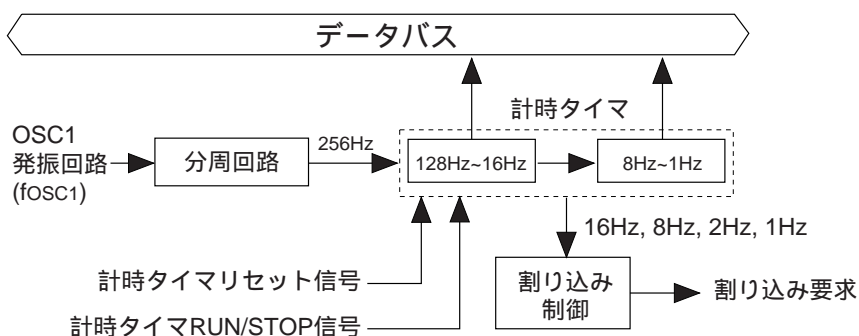 データバス
計時タイマ
OSC1
発振回路
(fOSC1)
分周回路
256Hz
128Hz~16Hz
8Hz~1Hz
16Hz, 8Hz, 2Hz, 1Hz
計時タイマリセット信号
計時タイマRUN/STOP信号
割り込み
制御
割り込み要求